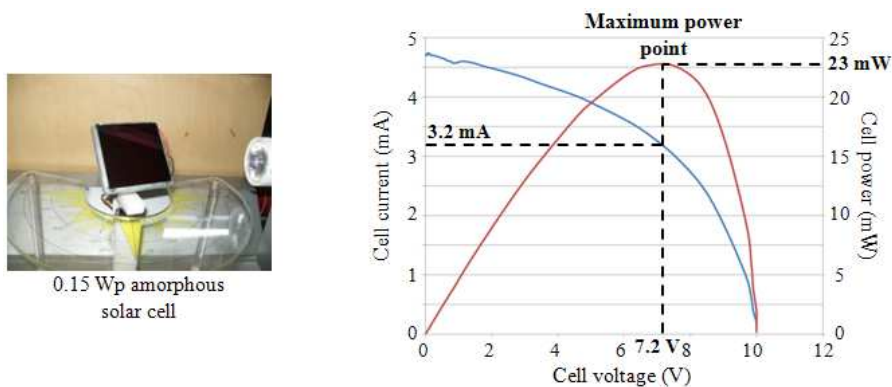 0.15 Wp amorphous
solar cell
Maximum power
point
5
4
3
2
1
0
Cell current (mA)
3.2 mA
23 mW
25
20
15
10
5
0
Cell power (mW)
0
2
4
6
7.2 V
8
10
12
Cell voltage (V)